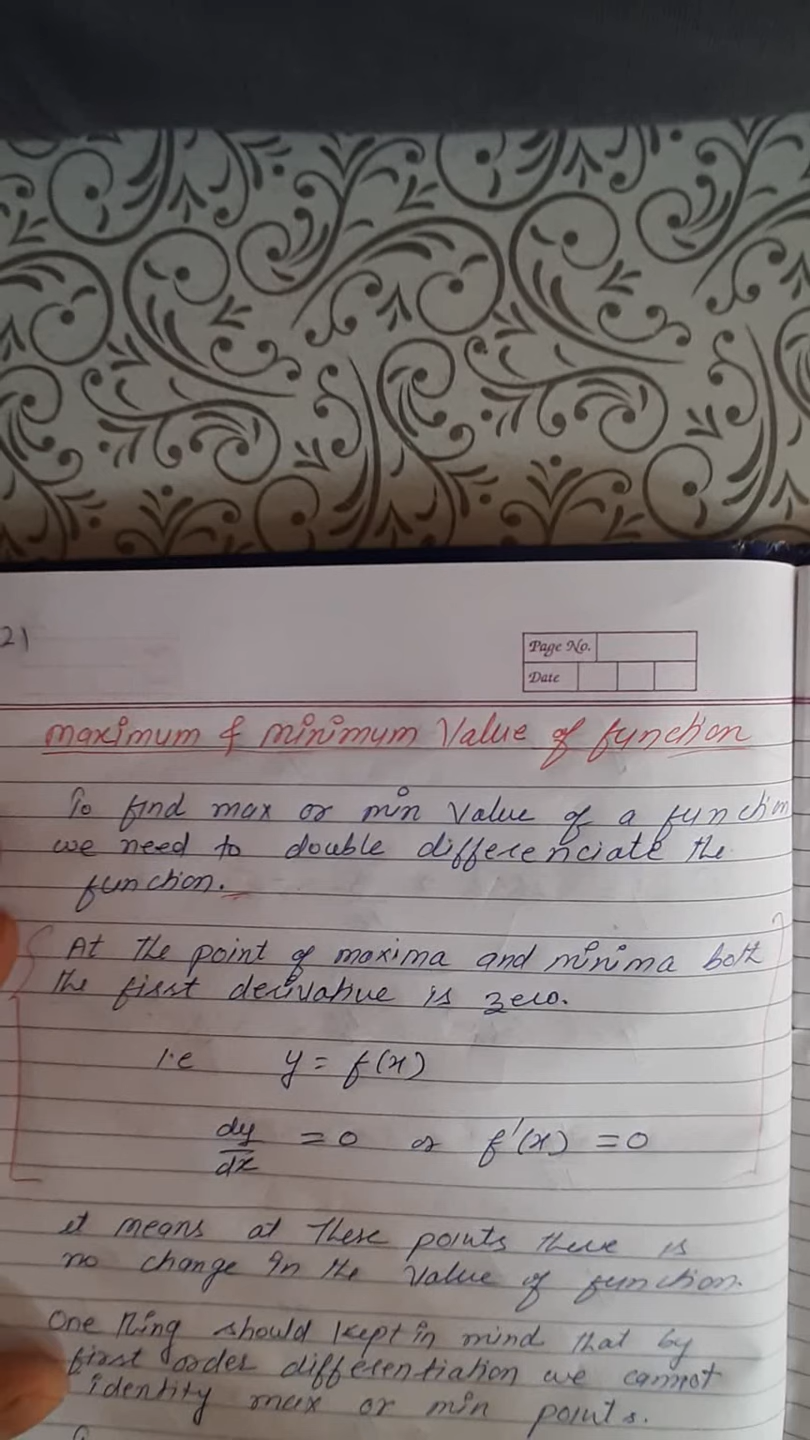 21
Page No.
Date
maximum & minimum Value of function
To find max or min Value of a function
we need to double differenciate the
function.
At the point of maxima and minima both
the first derivative is zero.
i.e y = f(x)
dy/dx = 0 or f'(x) = 0
it means at these points there is
no change in the value of function.
One thing should kept in mind that by
first order differentiation we cannot
identity max or min points.